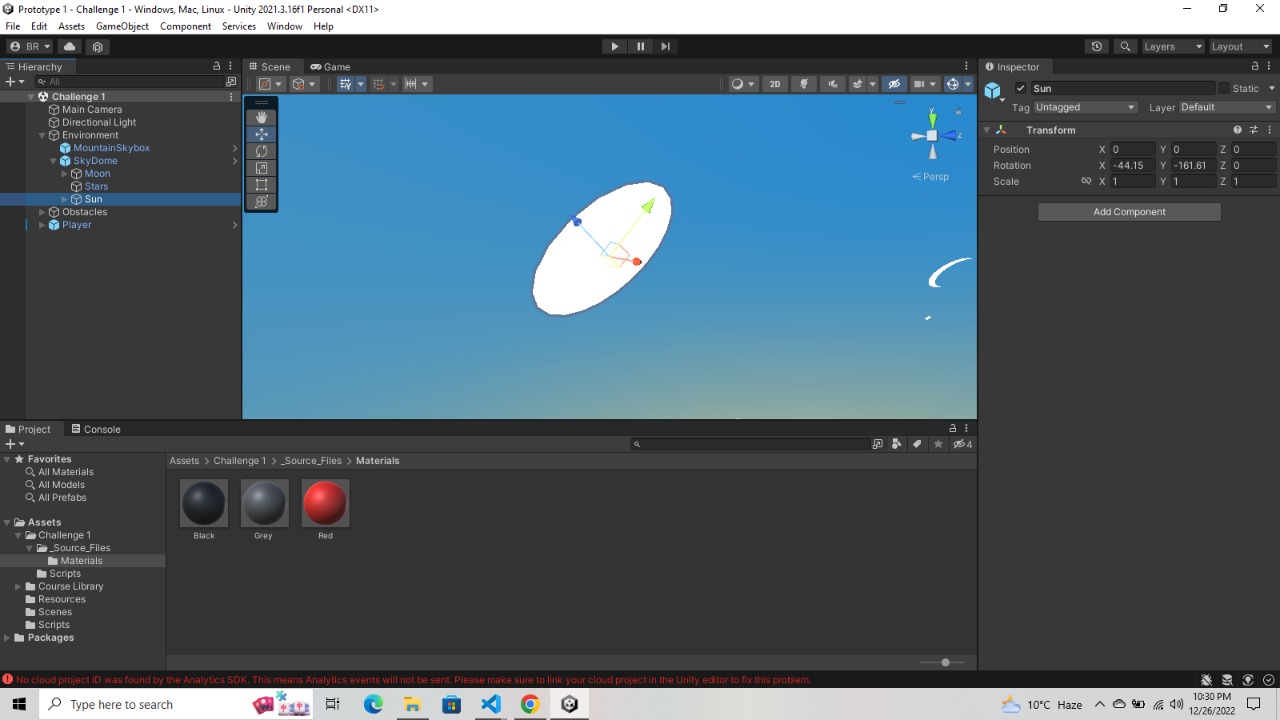 Prototype 1 - Challenge 1 - Windows, Mac, Linux - Unity 2021.3.16f1 Personal <DX11>
File Edit Assets GameObject Component Services Window Help
BR Layers Layout
Hierarchy Scene Game Inspector
All 2D
Sun Static
Tag Untagged Layer Default
Challenge 1
Main Camera
Directional Light
Environment
MountainSkybox
SkyDome
Moon
Stars
Sun
Obstacles
Player
y
z
Persp
Transform
Position X 0 Y 0 Z 0
Rotation X -44.15 Y -161.61 Z 0
Scale X 1 Y 1 Z 1
Add Component
Project Console
4
Favorites
All Materials
All Models
All Prefabs
Assets
Challenge 1
_Source_Files
Materials
Scripts
Course Library
Resources
Scenes
Scripts
Packages
Assets > Challenge 1 > _Source_Files > Materials
Black Grey Red
No cloud project ID was found by the Analytics SDK. This means Analytics events will not be sent. Please make sure to link your cloud project in the Unity editor to fix this problem.
Type here to search
10°C Haze
10:30 PM
12/26/2022